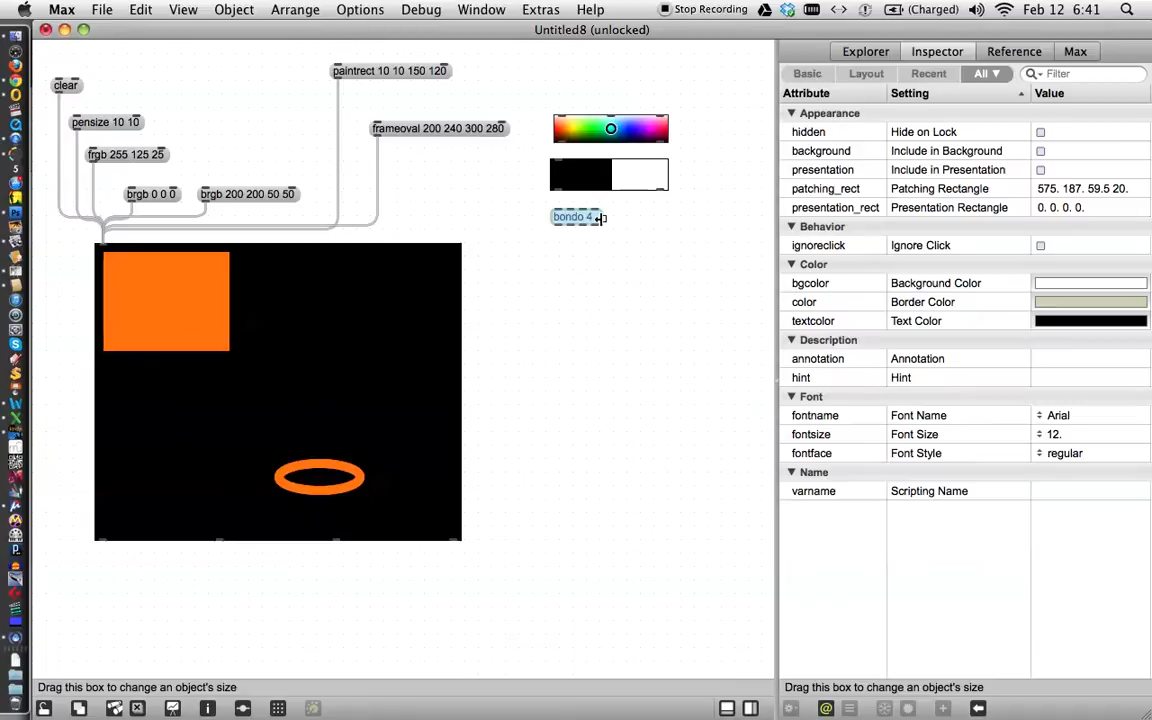 Max File Edit View Object Arrange Options Debug Window Extras Help Stop Recording (Charged) Feb 12 6:41
Untitled8 (unlocked)
Explorer Inspector Reference Max
Basic Layout Recent All Filter
Attribute Setting Value
Appearance
hidden Hide on Lock
background Include in Background
presentation Include in Presentation
patching_rect Patching Rectangle 575. 187. 59.5 20.
presentation_rect Presentation Rectangle 0. 0. 0. 0.
Behavior
ignoreclick Ignore Click
Color
bgcolor Background Color
color Border Color
textcolor Text Color
Description
annotation Annotation
hint Hint
Font
fontname Font Name Arial
fontsize Font Size 12.
fontface Font Style regular
Name
varname Scripting Name
paintrect 10 10 150 120
clear
pensize 10 10
frameoval 200 240 300 280
frgb 255 125 25
brgb 0 0 0
brgb 200 200 50 50
bondo 4
Drag this box to change an object's size
Drag this box to change an object's size